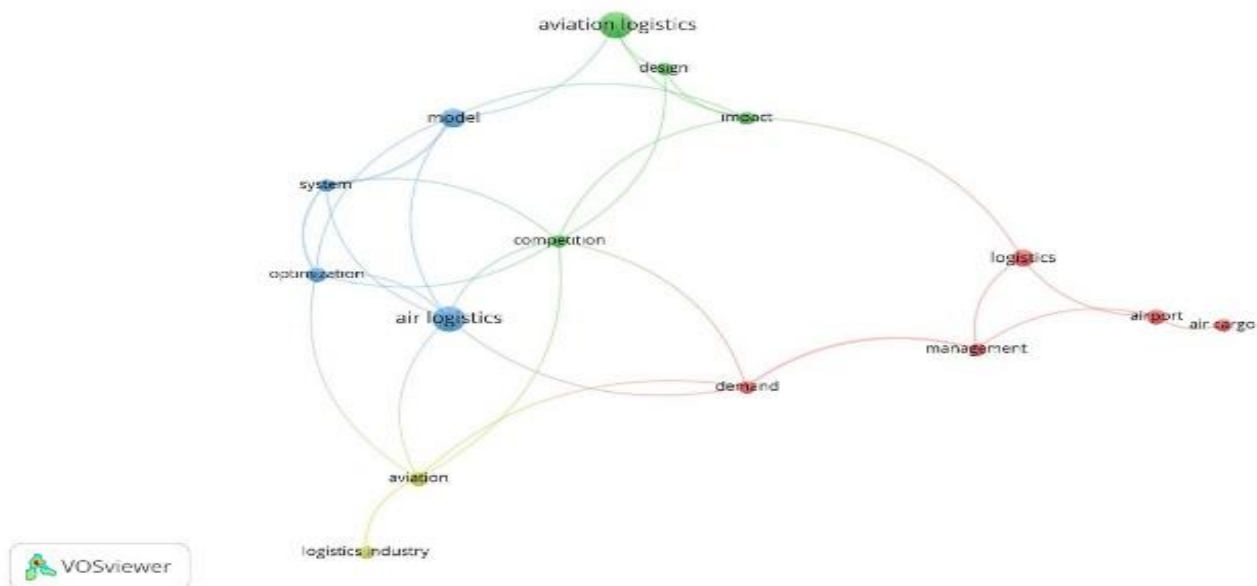 aviation logistics
design
model
impact
system
competition
logistics
optimization
air logistics
airport
air cargo
management
demand
aviation
logistics industry
VOSviewer